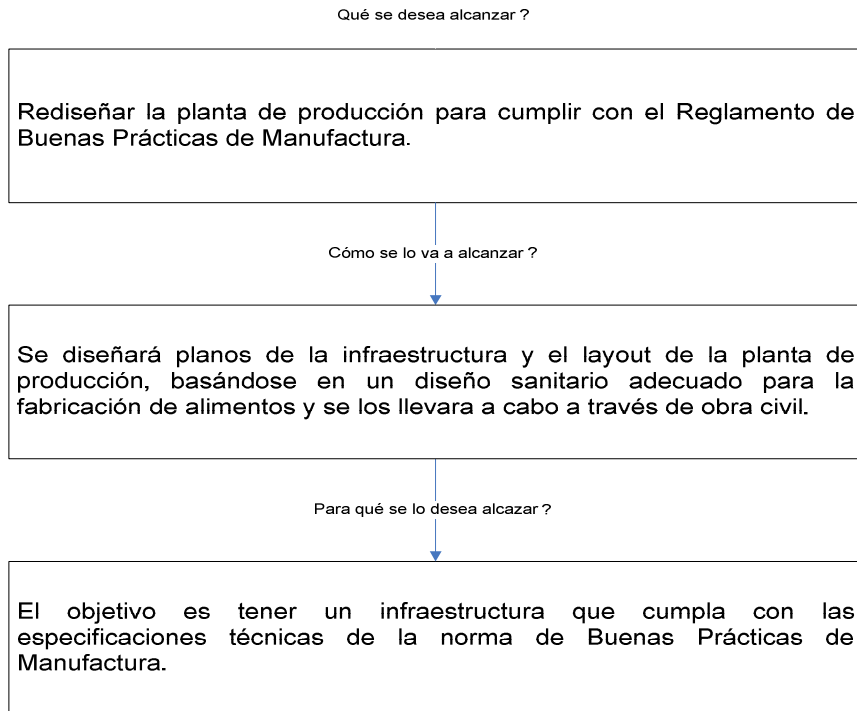 Qué se desea alcanzar ?
Rediseñar la planta de producción para cumplir con el Reglamento de
Buenas Prácticas de Manufactura.
Cómo se lo va a alcanzar ?
Se diseñará planos de la infraestructura y el layout de la planta de
producción, basándose en un diseño sanitario adecuado para la
fabricación de alimentos y se los llevara a cabo a través de obra civil.
Para qué se lo desea alcazar ?
El objetivo es tener un infraestructura que cumpla con las
especificaciones técnicas de la norma de Buenas Prácticas de
Manufactura.